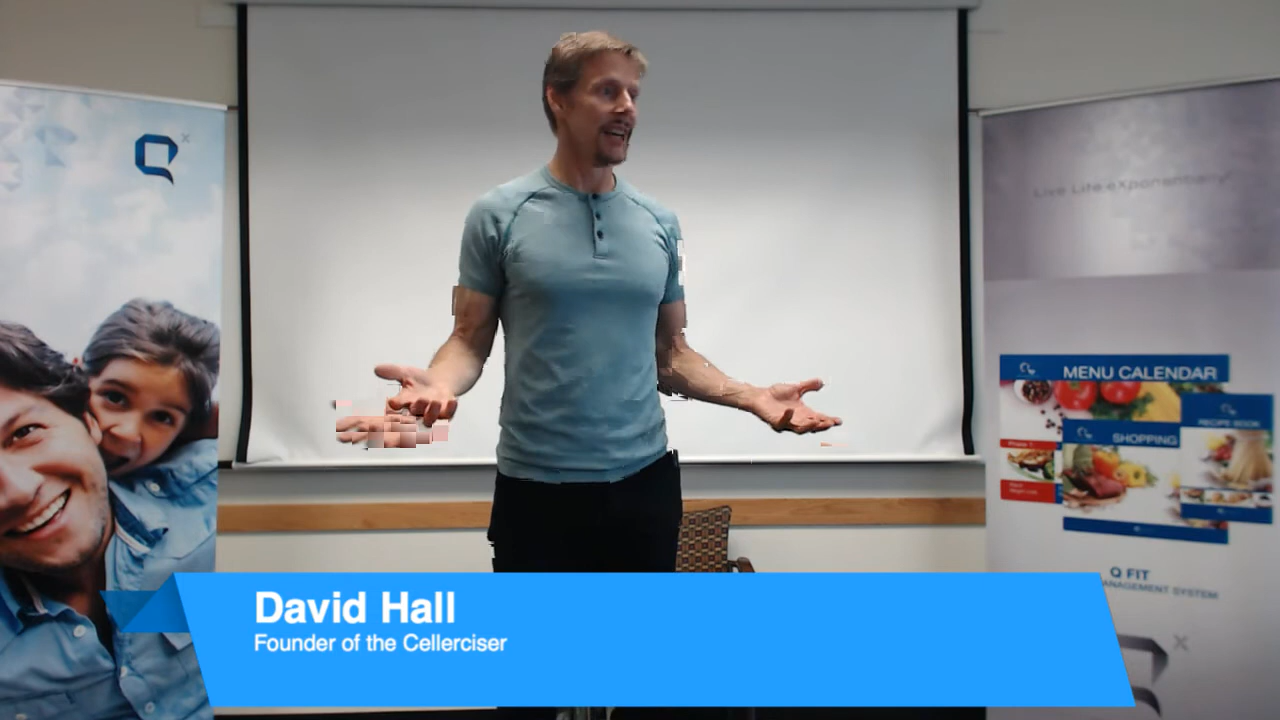 Q X
Live Life eXponentially
MENU CALENDAR
SHOPPING
RECIPE BOOK
Q FIT
MANAGEMENT SYSTEM
X
David Hall
Founder of the Cellerciser